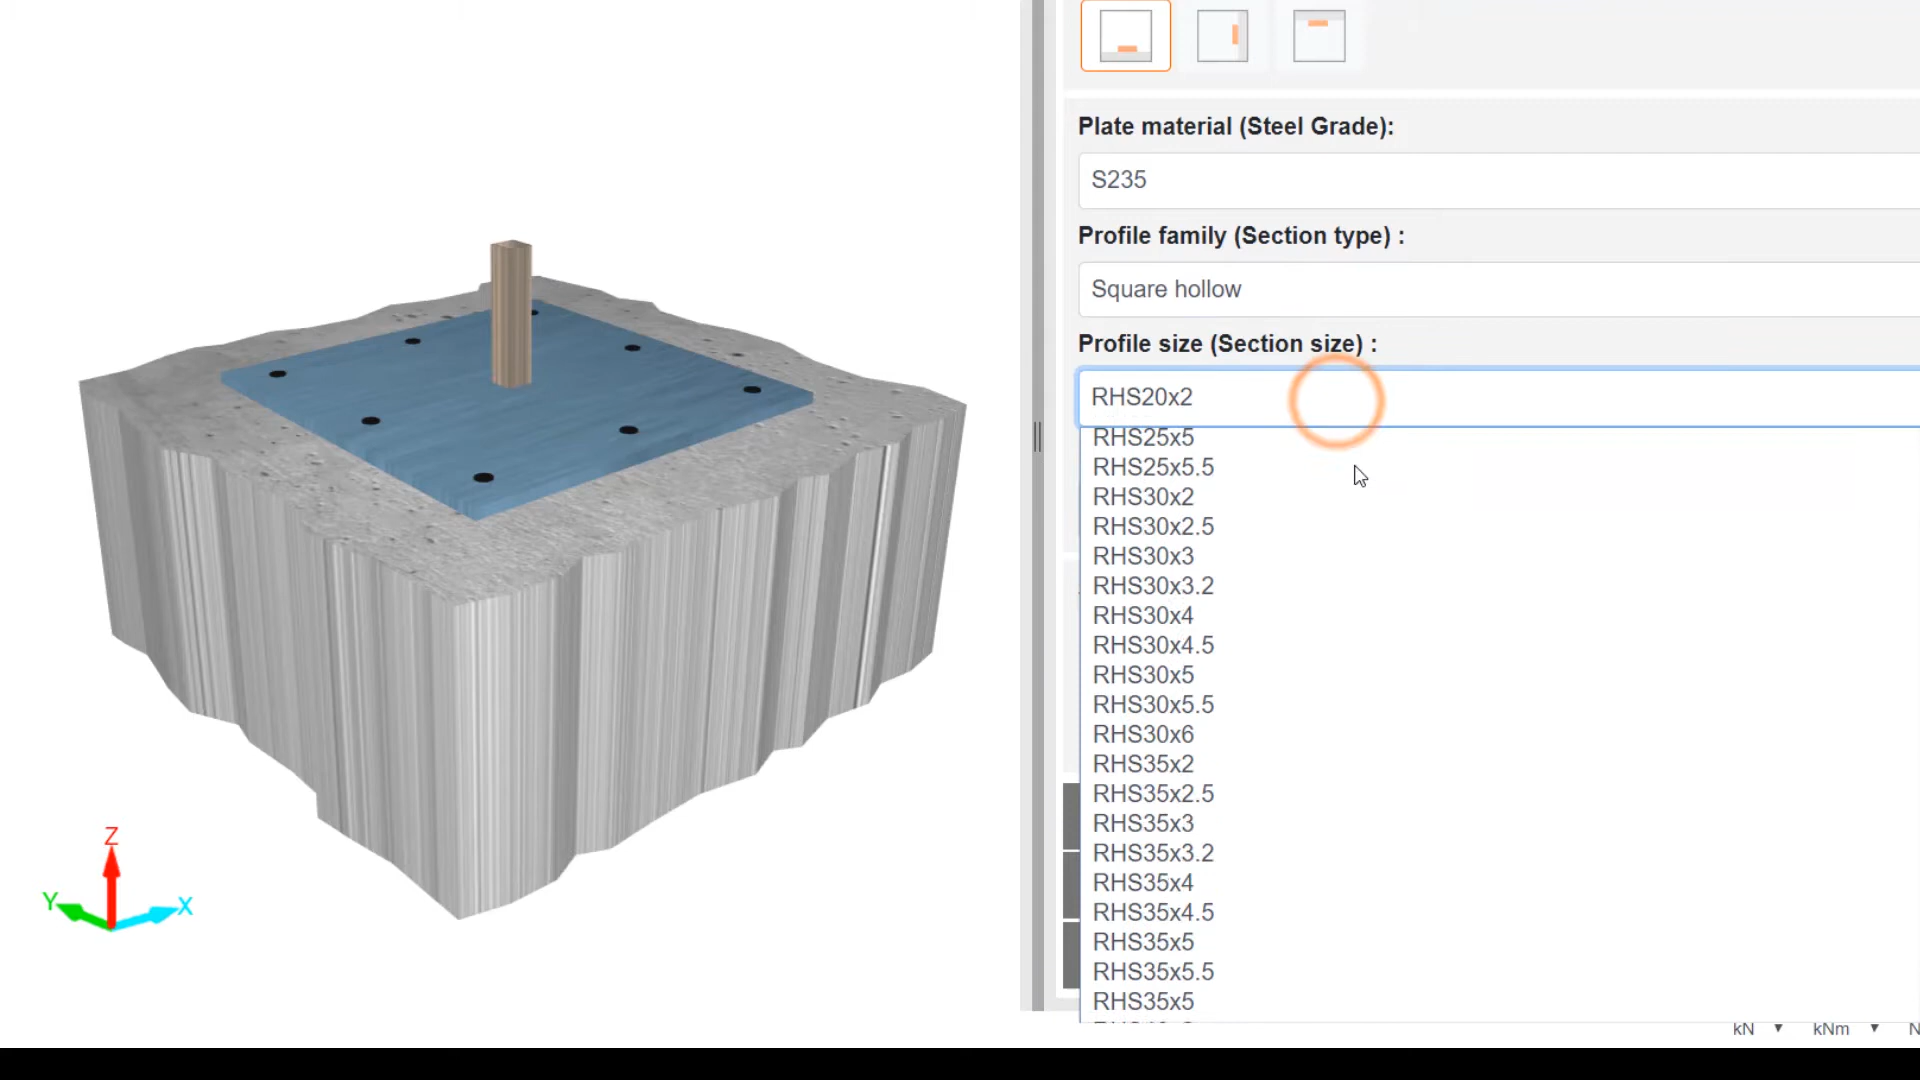 Plate material (Steel Grade):
S235
Profile family (Section type) :
Square hollow
Profile size (Section size) :
RHS20x2
RHS25x5
RHS25x5.5
RHS30x2
RHS30x2.5
RHS30x3
RHS30x3.2
RHS30x4
RHS30x4.5
RHS30x5
RHS30x5.5
RHS30x6
RHS35x2
RHS35x2.5
RHS35x3
RHS35x3.2
RHS35x4
RHS35x4.5
RHS35x5
RHS35x5.5
RHS35x5
kN ▼ kNm ▼ N
Z
Y X